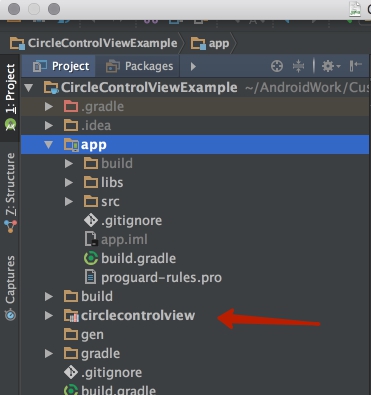 CircleControlViewExample app
Project Packages
1: Project
CircleControlViewExample ~/AndroidWork/Cus
.gradle
.idea
app
build
libs
src
.gitignore
app.iml
build.gradle
proguard-rules.pro
build
circlecontrolview
gen
gradle
.gitignore
build.gradle
Z: Structure
Captures